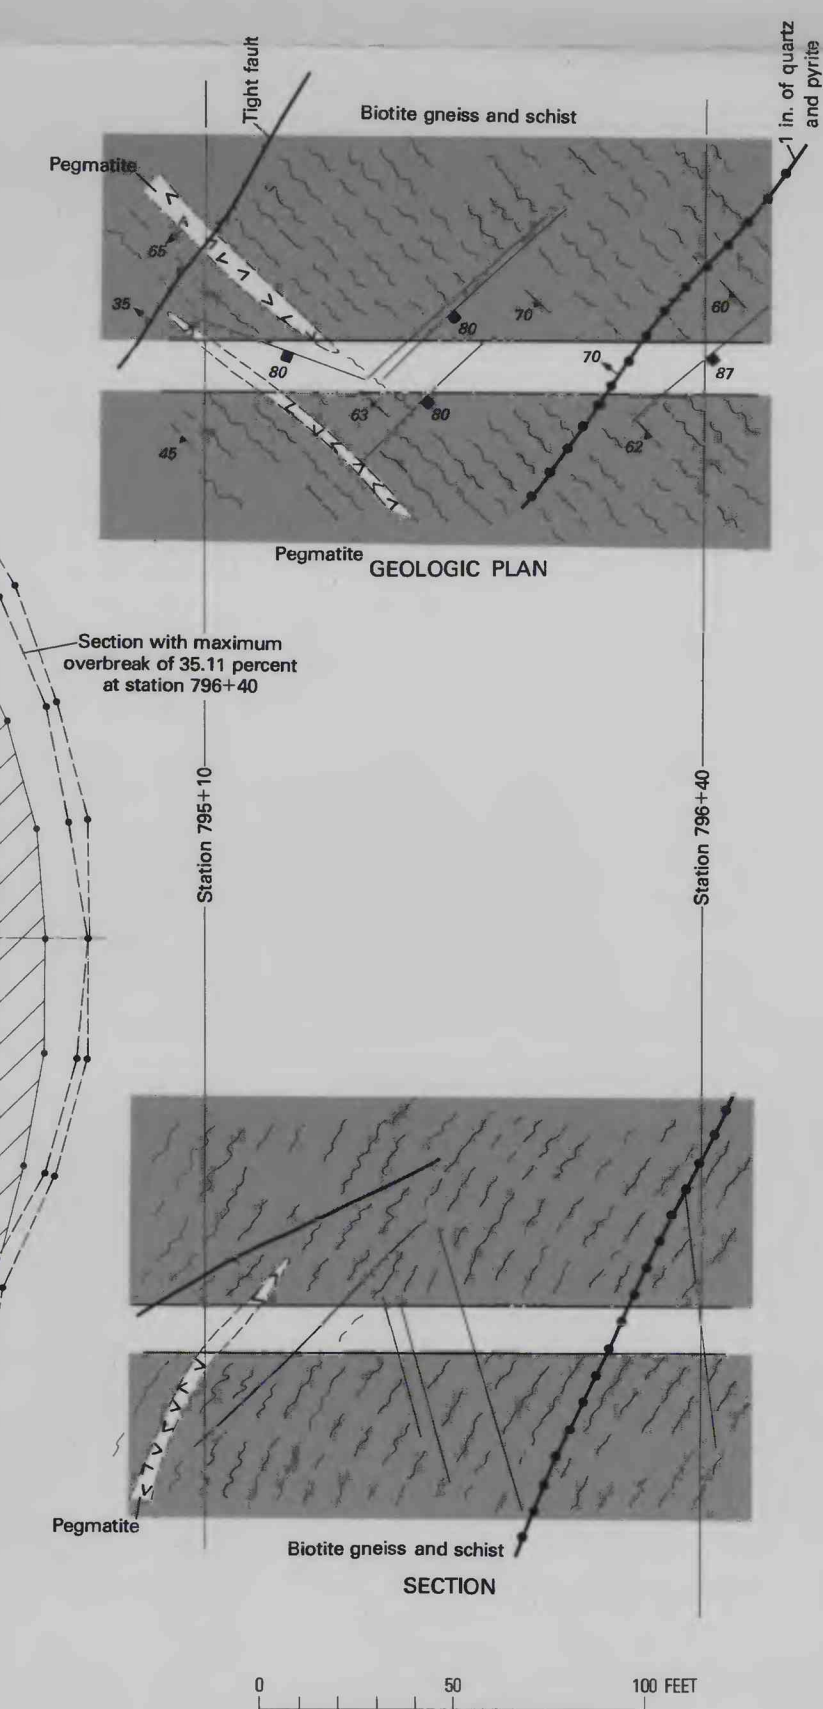 Tight fault
1 in. of quartz
and pyrite
Biotite gneiss and schist
Pegmatite
65
35
80
70
60
80
70
87
63
80
45
62
Pegmatite
GEOLOGIC PLAN
Section with maximum
overbreak of 35.11 percent
at station 796+40
Station 795+10
Station 796+40
Pegmatite
Biotite gneiss and schist
SECTION
0 50 100 FEET